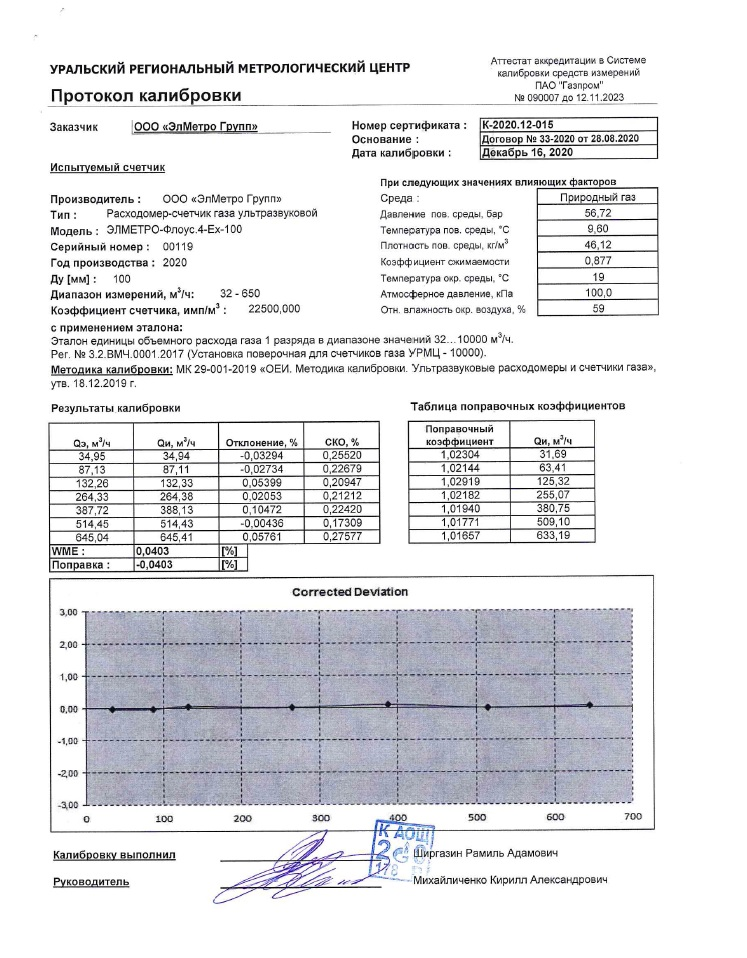 УРАЛЬСКИЙ РЕГИОНАЛЬНЫЙ МЕТРОЛОГИЧЕСКИЙ ЦЕНТР
Аттестат аккредитации в Системе
калибровки средств измерений
ПАО "Газпром"
№ 090007 до 12.11.2023
Протокол калибровки
Заказчик ООО «ЭлМетро Групп»
Номер сертификата : К-2020.12-015
Основание : Договор № 33-2020 от 28.08.2020
Дата калибровки : Декабрь 16, 2020
Испытуемый счетчик
При следующих значениях влияющих факторов
Производитель : ООО «ЭлМетро Групп»
Тип : Расходомер-счетчик газа ультразвуковой
Модель : ЭЛМЕТРО-Флоус.4-Ех-100
Серийный номер : 00119
Год производства : 2020
Ду [мм] : 100
Диапазон измерений, м³/ч: 32 - 650
Коэффициент счетчика, имп/м³ : 22500,000
Среда : Природный газ
Давление пов. среды, бар 56,72
Температура пов. среды, °С 9,60
Плотность пов. среды, кг/м³ 46,12
Коэффициент сжимаемости 0,877
Температура окр. среды, °С 19
Атмосферное давление, кПа 100,0
Отн. влажность окр. воздуха, % 59
с применением эталона:
Эталон единицы объемного расхода газа 1 разряда в диапазоне значений 32...10000 м³/ч.
Рег. № 3.2.ВМЧ.0001.2017 (Установка поверочная для счетчиков газа УРМЦ - 10000).
Методика калибровки: МК 29-001-2019 «ОЕИ. Методика калибровки. Ультразвуковые расходомеры и счетчики газа»,
утв. 18.12.2019 г.
Результаты калибровки
Qэ, м³/ч Qи, м³/ч Отклонение, % СКО, %
34,95 34,94 -0,03294 0,25520
87,13 87,11 -0,02734 0,22679
132,26 132,33 0,05399 0,20947
264,33 264,38 0,02053 0,21212
387,72 388,13 0,10472 0,22420
514,45 514,43 -0,00436 0,17309
645,04 645,41 0,05761 0,27577
WME : 0,0403 [%]
Поправка : -0,0403 [%]
Таблица поправочных коэффициентов
Поправочный
коэффициент Qи, м³/ч
1,02304 31,69
1,02144 63,41
1,02919 125,32
1,02182 255,07
1,01940 380,75
1,01771 509,10
1,01657 633,19
Corrected Deviation
3,00
2,00
1,00
0,00
-1,00
-2,00
-3,00
0 100 200 300 400 500 600 700
К АОШ
178
Калибровку выполнил Ширгазин Рамиль Адамович
Руководитель Михайличенко Кирилл Александрович